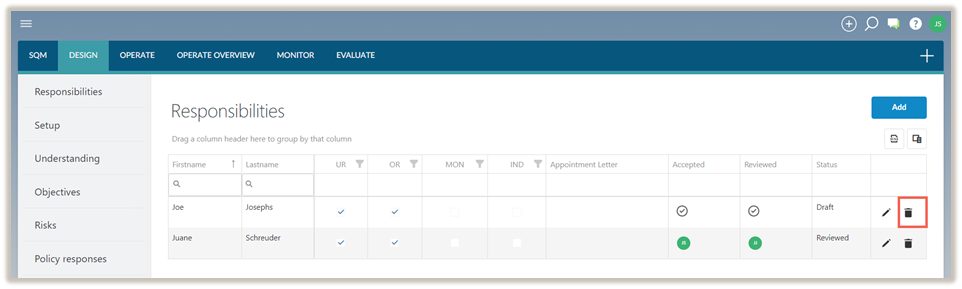 JS
SQM DESIGN OPERATE OPERATE OVERVIEW MONITOR EVALUATE
Responsibilities
Setup
Understanding
Objectives
Risks
Policy responses
Responsibilities
Add
Drag a column header here to group by that column
Firstname Lastname UR OR MON IND Appointment Letter Accepted Reviewed Status
Joe Josephs Draft
Juane Schreuder Reviewed